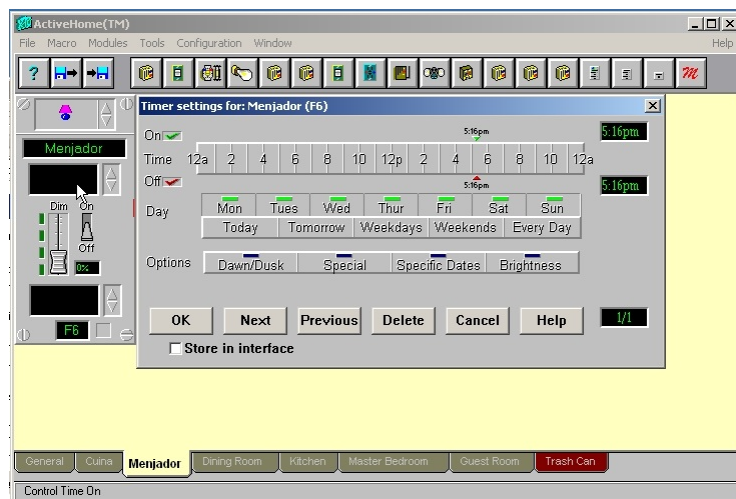 ActiveHome(TM)
File Macro Modules Tools Configuration Window Help
?
Menjador
Dim On
Off
0%
F6
Timer settings for: Menjador (F6)
On 5:16pm 5:16pm
Time 12a 2 4 6 8 10 12p 2 4 6 8 10 12a
Off 5:16pm 5:16pm
Day Mon Tues Wed Thur Fri Sat Sun
Today Tomorrow Weekdays Weekends Every Day
Options Dawn/Dusk Special Specific Dates Brightness
OK Next Previous Delete Cancel Help 1/1
Store in interface
General Cuina Menjador Dining Room Kitchen Master Bedroom Guest Room Trash Can
Control Time On